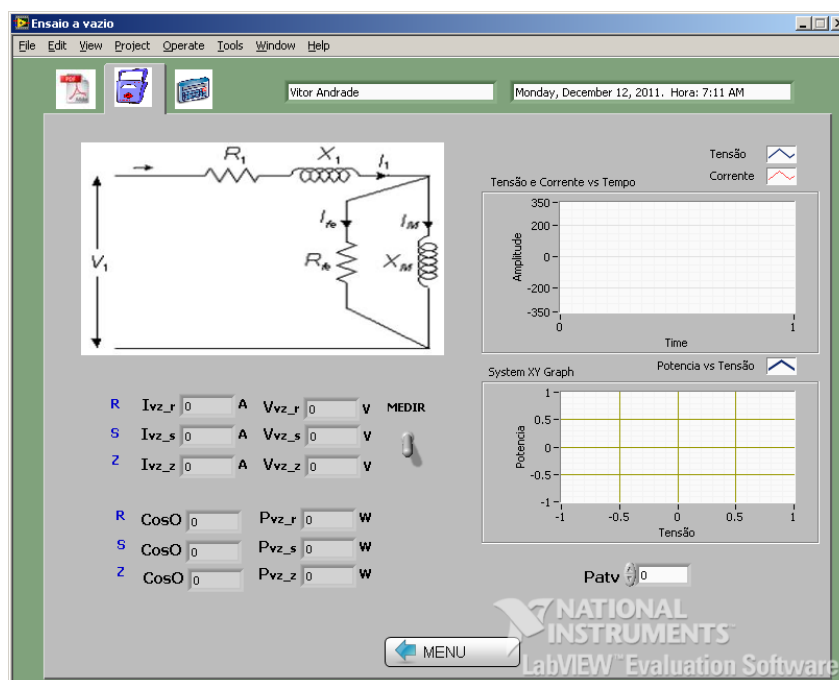 Ensaio a vazio
File Edit View Project Operate Tools Window Help
PDF
Vitor Andrade
Monday, December 12, 2011. Hora: 7:11 AM
R1 X1 I1
Ife IM
V1 Rfe XM
Tensão
Corrente
Tensão e Corrente vs Tempo
Amplitude
350
200
0
-200
-350
0 1
Time
System XY Graph
Potencia vs Tensão
Potencia
1
0.5
0
-0.5
-1
-1 -0.5 0 0.5 1
Tensão
R Ivz_r 0 A Vvz_r 0 V MEDIR
S Ivz_s 0 A Vvz_s 0 V
Z Ivz_z 0 A Vvz_z 0 V
R CosO 0 Pvz_r 0 W
S CosO 0 Pvz_s 0 W
Z CosO 0 Pvz_z 0 W
Patv 0
MENU
NATIONAL
INSTRUMENTS™
LabVIEW™ Evaluation Software